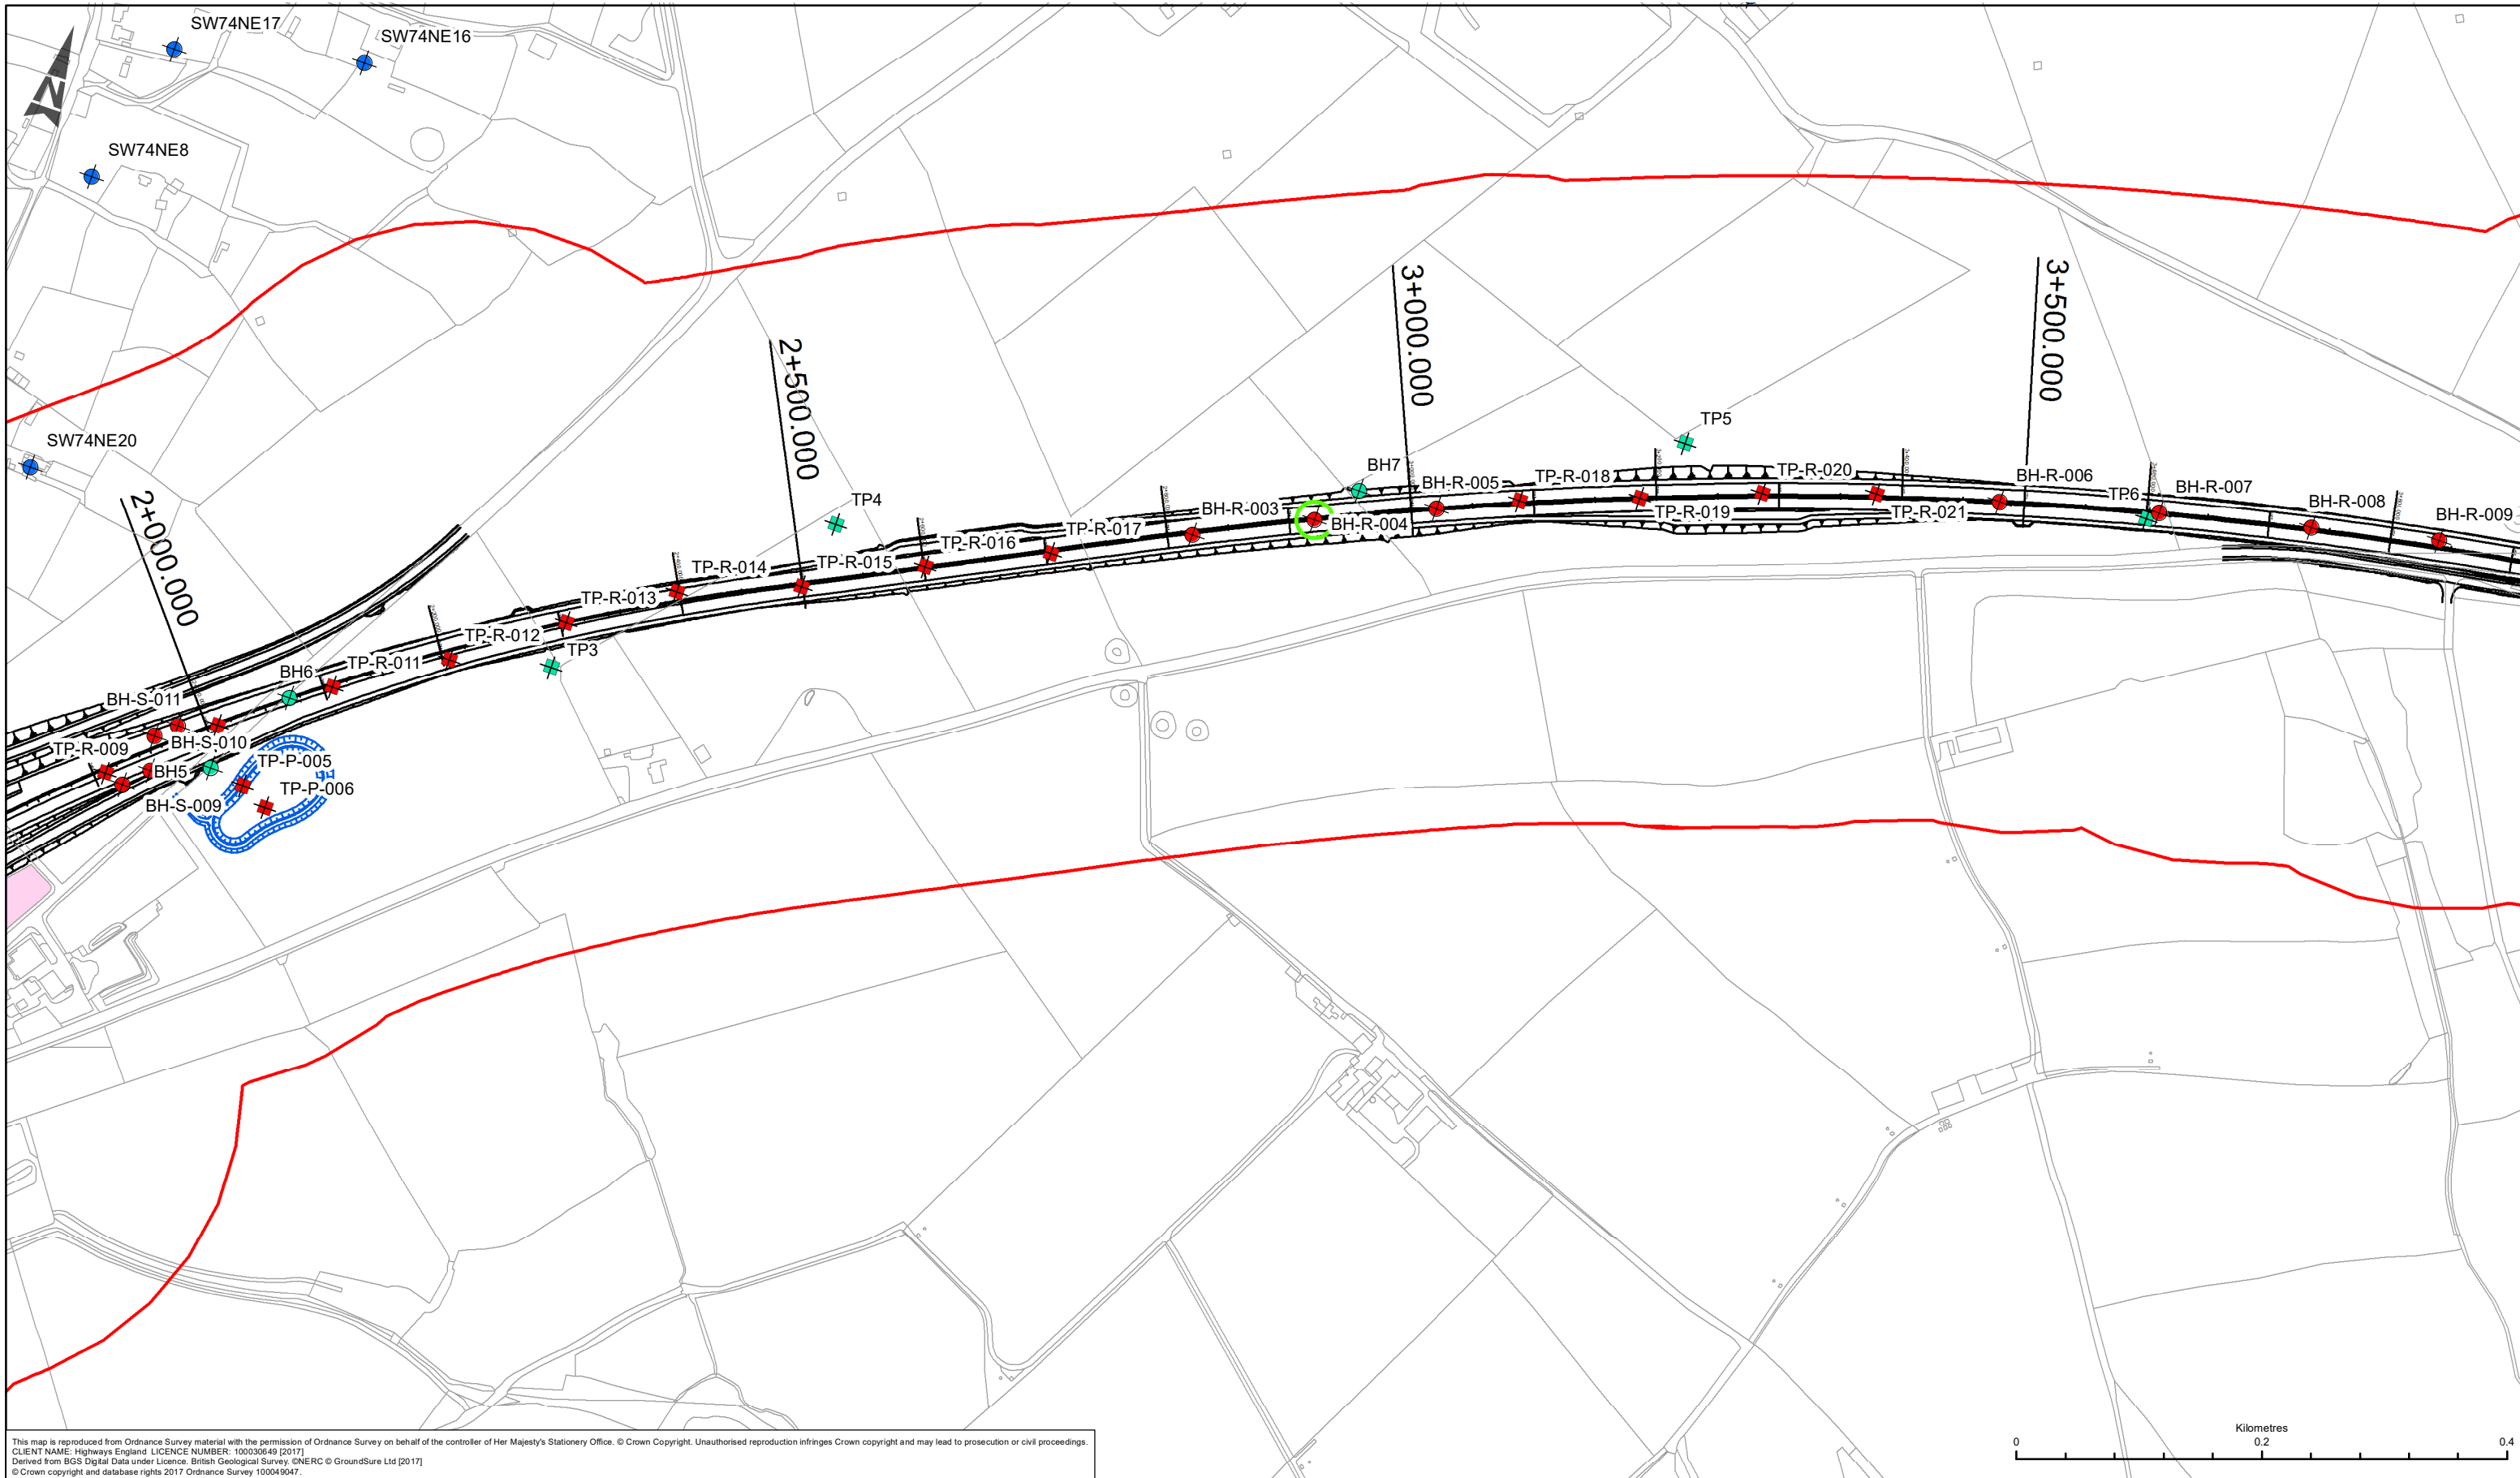 SW74NE17
SW74NE16
SW74NE8
N
SW74NE20
2+000.000
2+500.000
3+000.000
3+500.000
TP5
TP4
BH7
BH-R-003
BH-R-004
BH-R-005
TP-R-018
TP-R-019
TP-R-020
TP-R-021
BH-R-006
TP6
BH-R-007
BH-R-008
BH-R-009
TP-R-017
TP-R-016
TP-R-015
TP-R-014
TP-R-013
TP-R-012
TP3
TP-R-011
BH6
BH-S-011
BH-S-010
TP-R-009
BH5
TP-P-005
TP-P-006
BH-S-009
Kilometres
0 0.2 0.4
This map is reproduced from Ordnance Survey material with the permission of Ordnance Survey on behalf of the controller of Her Majesty's Stationery Office. © Crown Copyright. Unauthorised reproduction infringes Crown copyright and may lead to prosecution or civil proceedings.
CLIENT NAME: Highways England LICENCE NUMBER: 100030649 [2017]
Derived from BGS Digital Data under Licence. British Geological Survey. ©NERC © GroundSure Ltd [2017]
© Crown copyright and database rights 2017 Ordnance Survey 100049047.